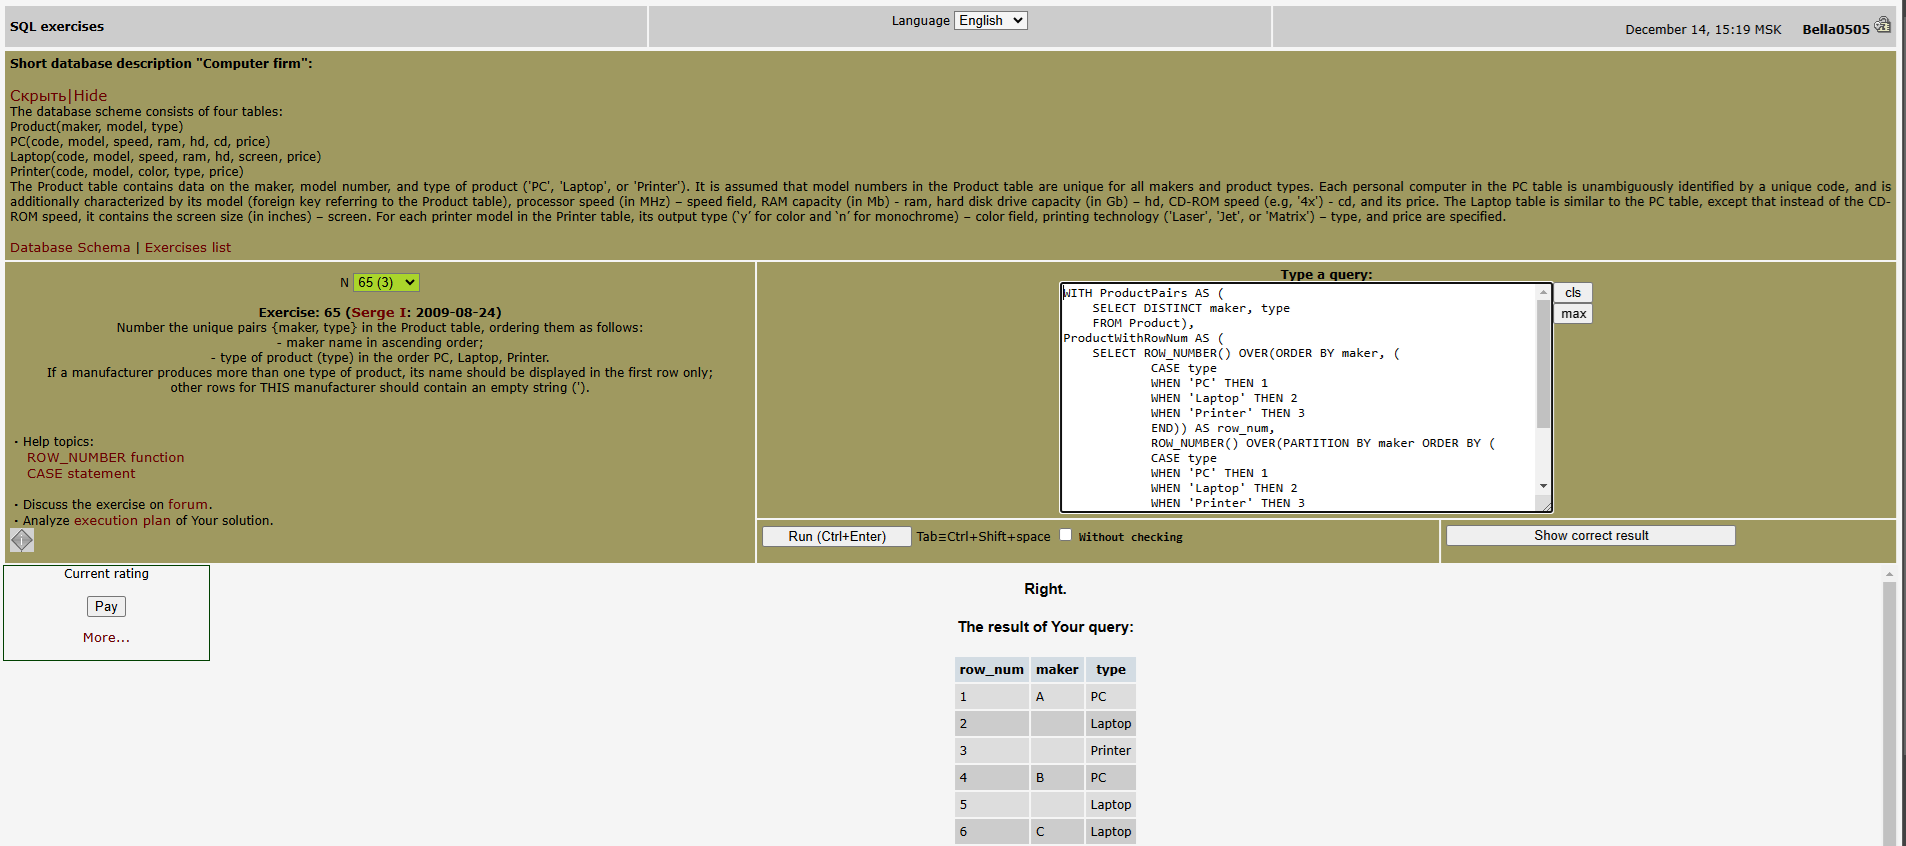 SQL exercises
Language English
December 14, 15:19 MSK Bella0505
Short database description "Computer firm":
Скрыть|Hide
The database scheme consists of four tables:
Product(maker, model, type)
PC(code, model, speed, ram, hd, cd, price)
Laptop(code, model, speed, ram, hd, screen, price)
Printer(code, model, color, type, price)
The Product table contains data on the maker, model number, and type of product ('PC', 'Laptop', or 'Printer'). It is assumed that model numbers in the Product table are unique for all makers and product types. Each personal computer in the PC table is unambiguously identified by a unique code, and is
additionally characterized by its model (foreign key referring to the Product table), processor speed (in MHz) – speed field, RAM capacity (in Mb) - ram, hard disk drive capacity (in Gb) – hd, CD-ROM speed (e.g, '4x') - cd, and its price. The Laptop table is similar to the PC table, except that instead of the CD-
ROM speed, it contains the screen size (in inches) – screen. For each printer model in the Printer table, its output type (‘y’ for color and ‘n’ for monochrome) – color field, printing technology ('Laser', 'Jet', or 'Matrix') – type, and price are specified.
Database Schema | Exercises list
N 65 (3)
Exercise: 65 (Serge I: 2009-08-24)
Number the unique pairs {maker, type} in the Product table, ordering them as follows:
- maker name in ascending order;
- type of product (type) in the order PC, Laptop, Printer.
If a manufacturer produces more than one type of product, its name should be displayed in the first row only;
other rows for THIS manufacturer should contain an empty string (').
· Help topics:
ROW_NUMBER function
CASE statement
· Discuss the exercise on forum.
· Analyze execution plan of Your solution.
Type a query:
WITH ProductPairs AS (
SELECT DISTINCT maker, type
FROM Product),
ProductWithRowNum AS (
SELECT ROW_NUMBER() OVER(ORDER BY maker, (
CASE type
WHEN 'PC' THEN 1
WHEN 'Laptop' THEN 2
WHEN 'Printer' THEN 3
END)) AS row_num,
ROW_NUMBER() OVER(PARTITION BY maker ORDER BY (
CASE type
WHEN 'PC' THEN 1
WHEN 'Laptop' THEN 2
WHEN 'Printer' THEN 3
cls
max
Run (Ctrl+Enter) Tab≡Ctrl+Shift+space Without checking
Show correct result
Current rating
Pay
More...
Right.
The result of Your query:
row_num maker type
1 A PC
2 Laptop
3 Printer
4 B PC
5 Laptop
6 C Laptop